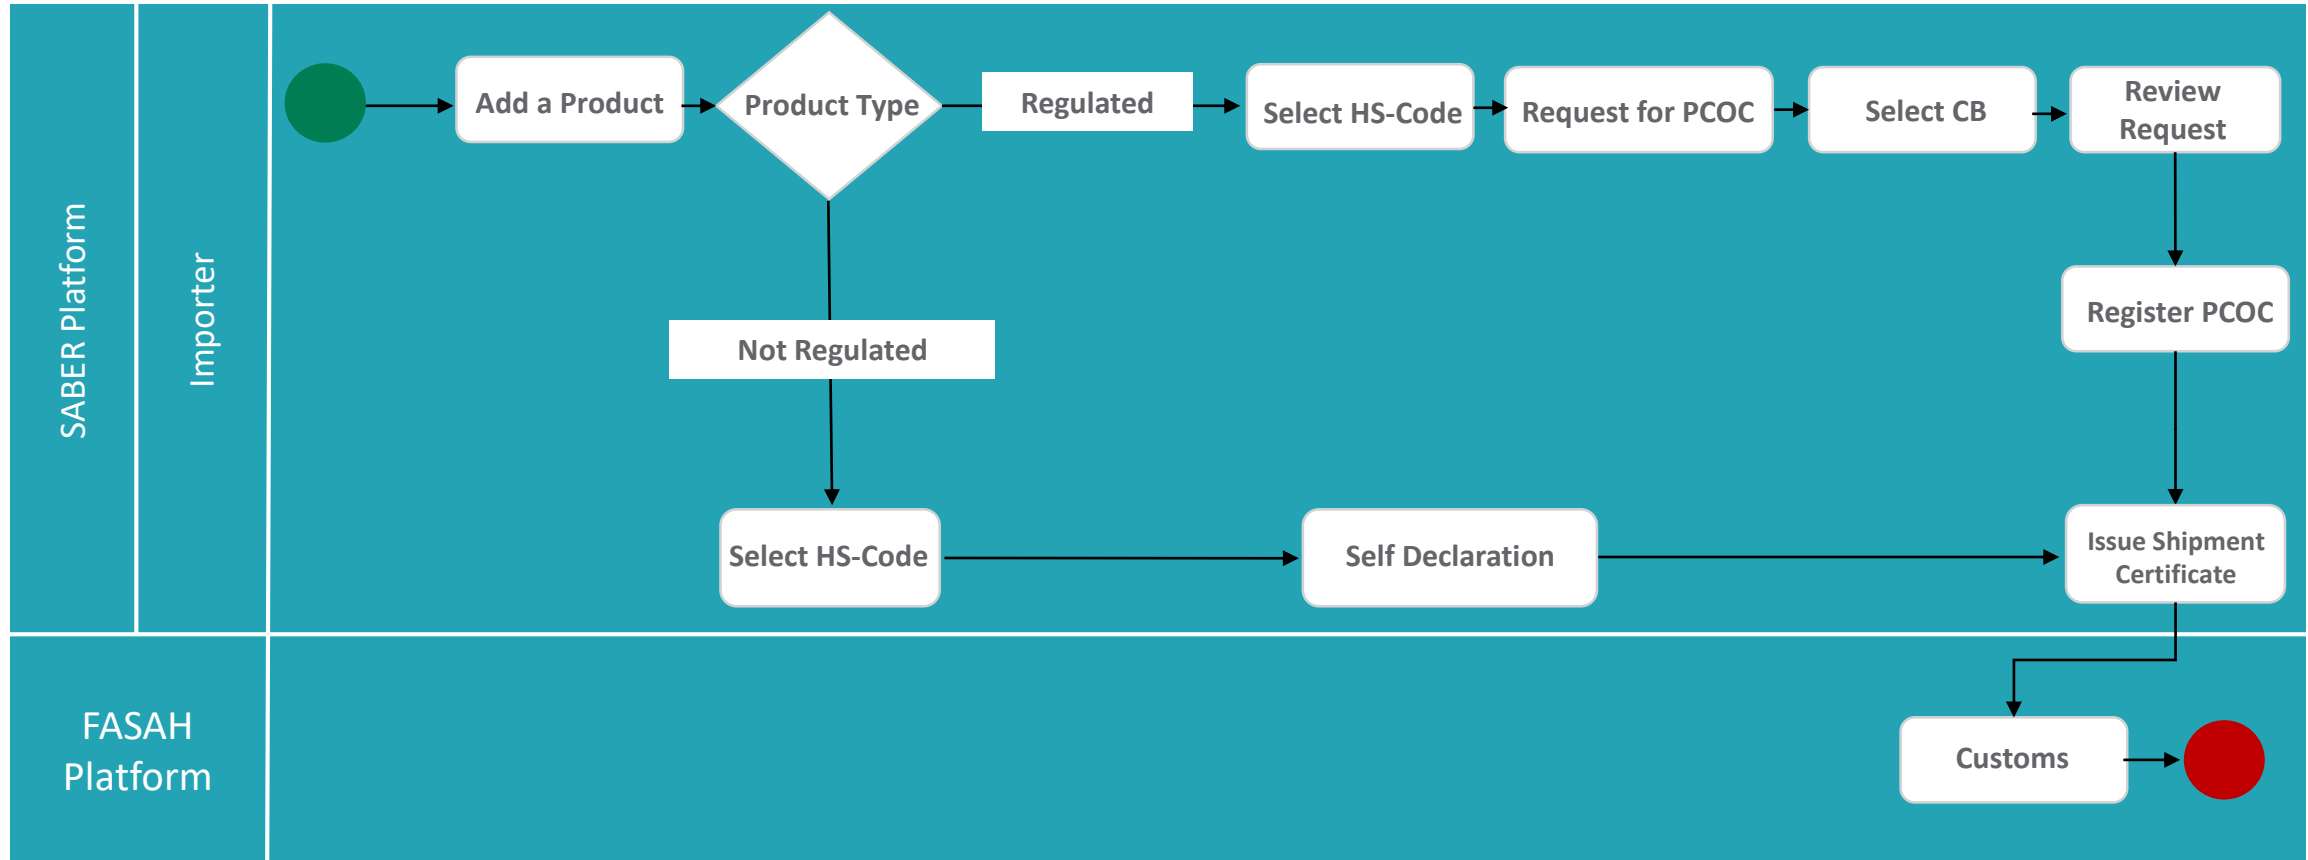 SABER Platform
Importer
Add a Product
Product Type
Regulated
Select HS-Code
Request for PCOC
Select CB
Review
Request
Register PCOC
Not Regulated
Select HS-Code
Self Declaration
Issue Shipment
Certificate
FASAH
Platform
Customs